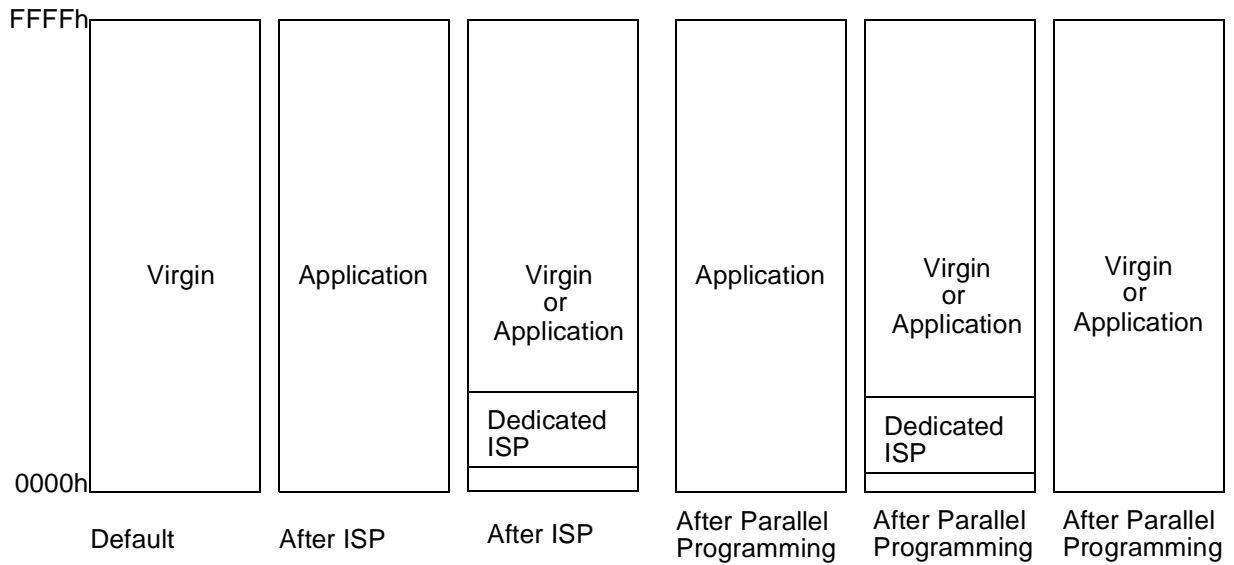 FFFFh
Virgin
Application
Virgin
or
Application
Dedicated
ISP
Application
Virgin
or
Application
Dedicated
ISP
Virgin
or
Application
0000h
Default
After ISP
After ISP
After Parallel
Programming
After Parallel
Programming
After Parallel
Programming